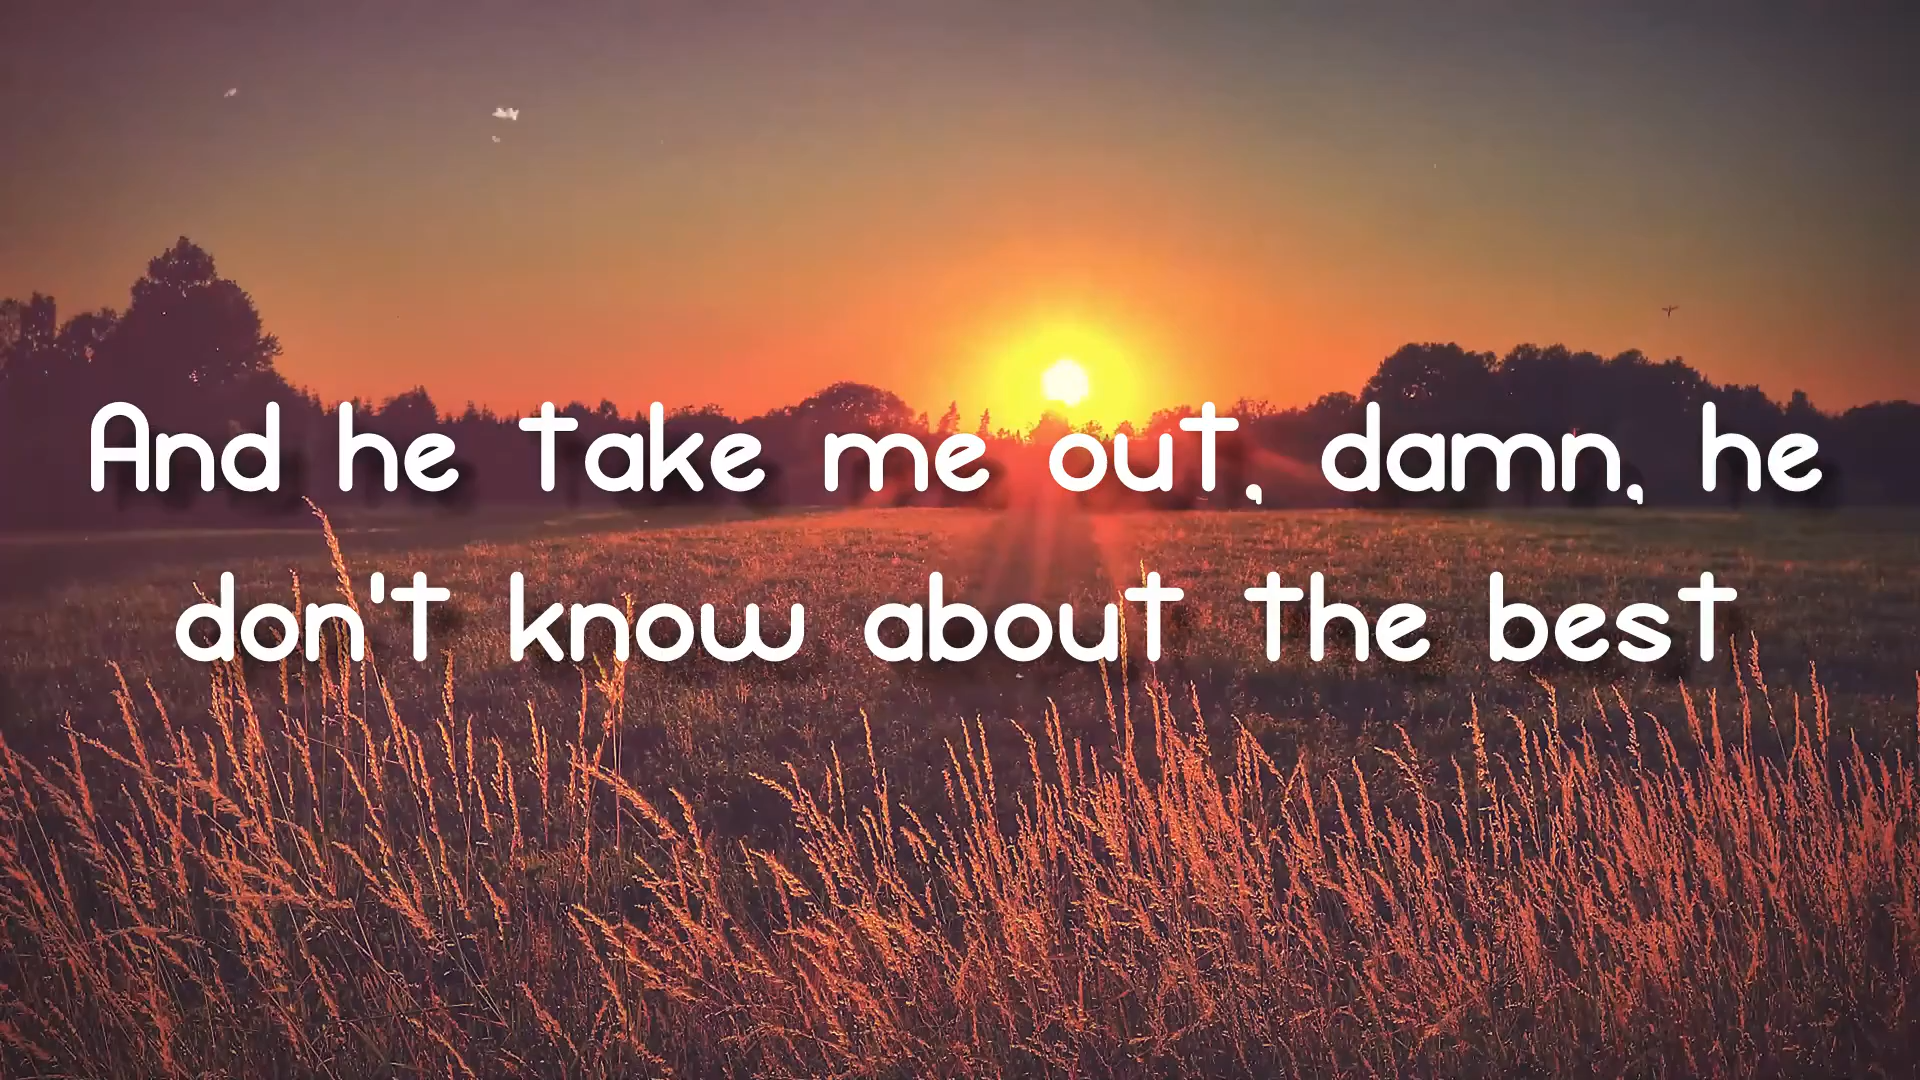 And he take me out, damn, he
don't know about the best